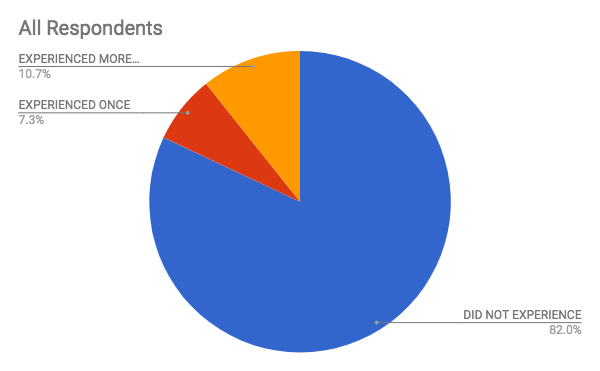 All Respondents
EXPERIENCED MORE…
10.7%
EXPERIENCED ONCE
7.3%
DID NOT EXPERIENCE
82.0%